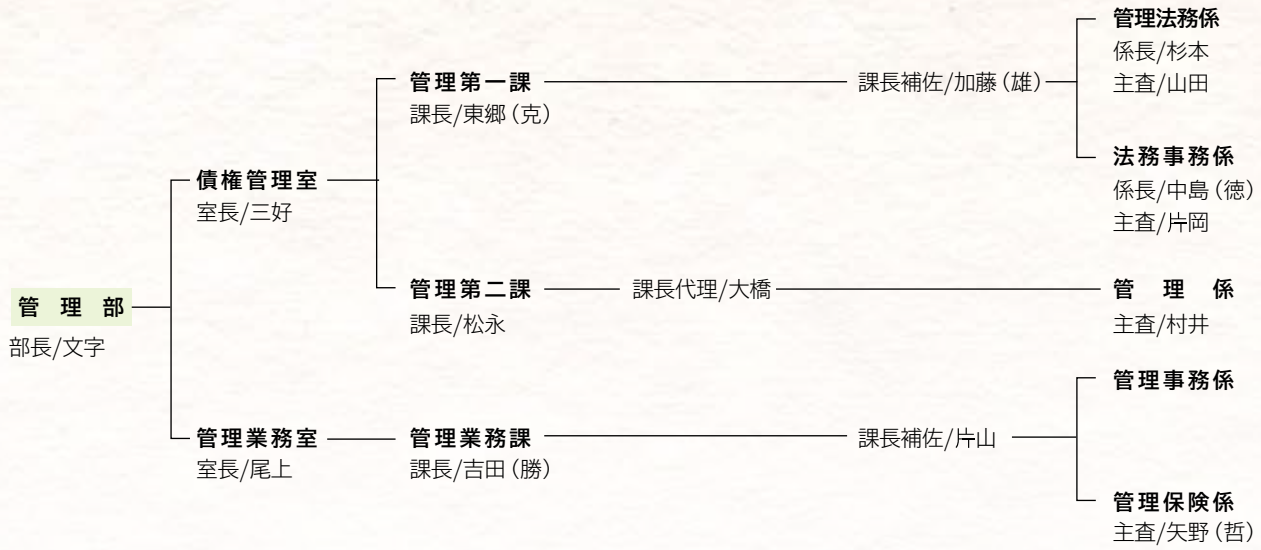 管理部
部長/文字
債権管理室
室長/三好
管理第一課
課長/東郷（克）
課長補佐/加藤（雄）
管理法務係
係長/杉本
主査/山田
法務事務係
係長/中島（徳）
主査/片岡
管理第二課
課長/松永
課長代理/大橋
管理係
主査/村井
管理業務室
室長/尾上
管理業務課
課長/吉田（勝）
課長補佐/片山
管理事務係
管理保険係
主査/矢野（哲）